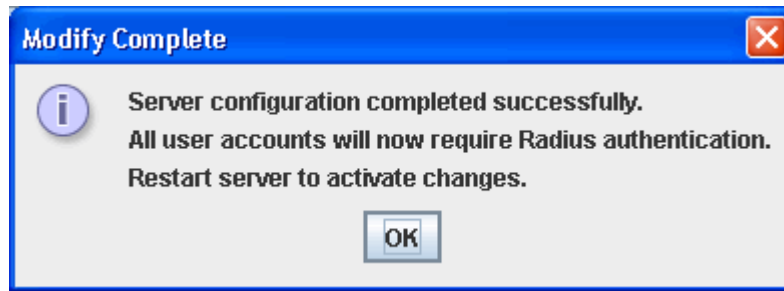 Modify Complete
Server configuration completed successfully.
All user accounts will now require Radius authentication.
Restart server to activate changes.
OK